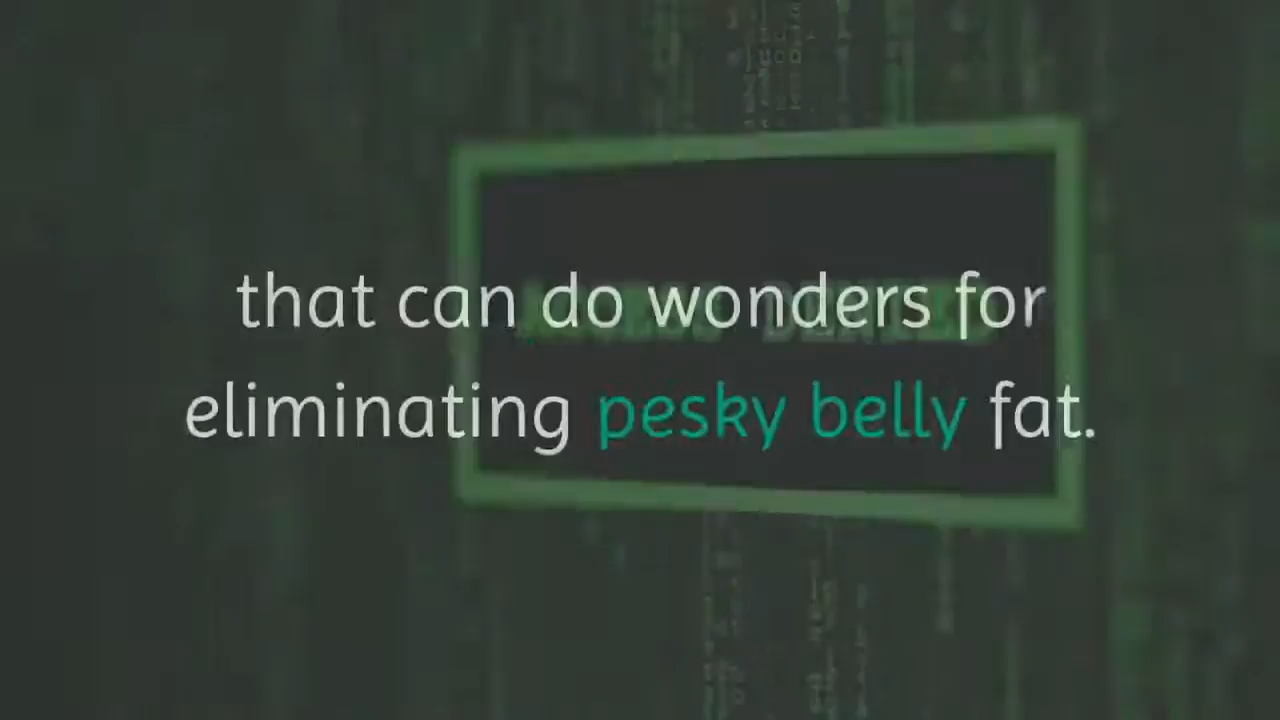 that can do wonders for
eliminating pesky belly fat.